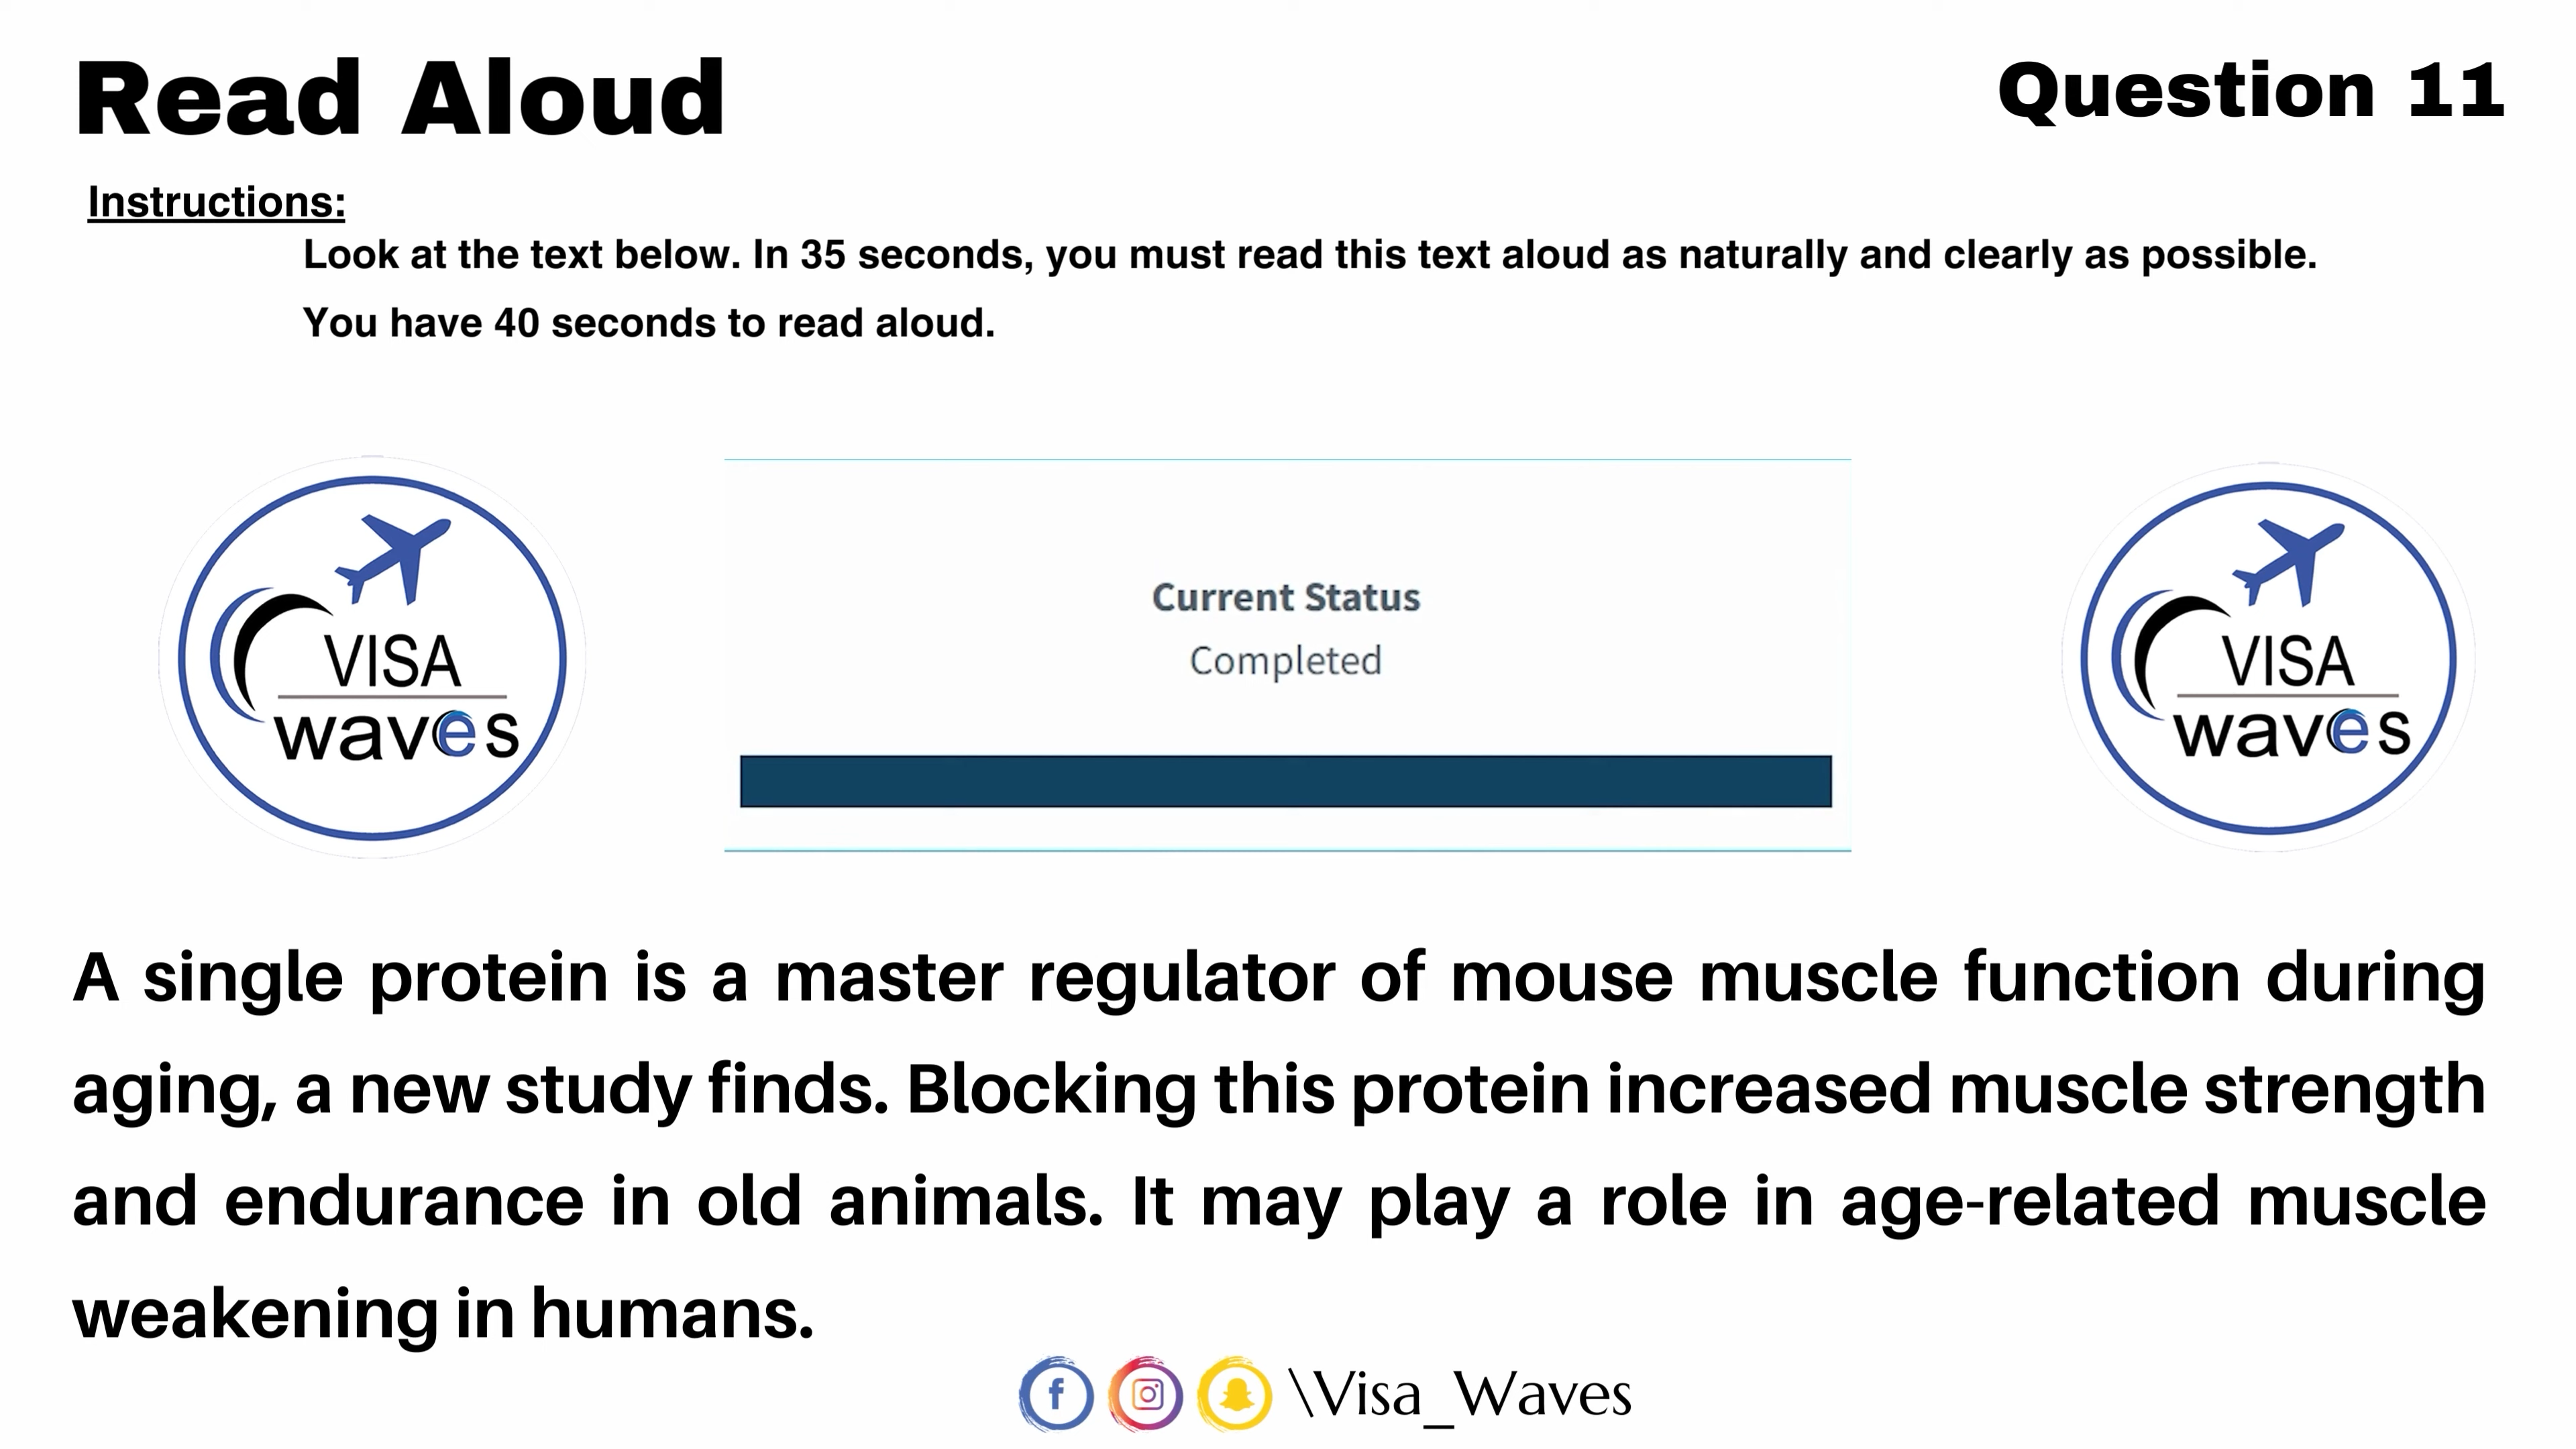 Read Aloud
Question 11
Instructions:
Look at the text below. In 35 seconds, you must read this text aloud as naturally and clearly as possible.
You have 40 seconds to read aloud.
VISA
waves
Current Status
Completed
VISA
waves
A single protein is a master regulator of mouse muscle function during
aging, a new study finds. Blocking this protein increased muscle strength
and endurance in old animals. It may play a role in age-related muscle
weakening in humans.
\Visa_Waves